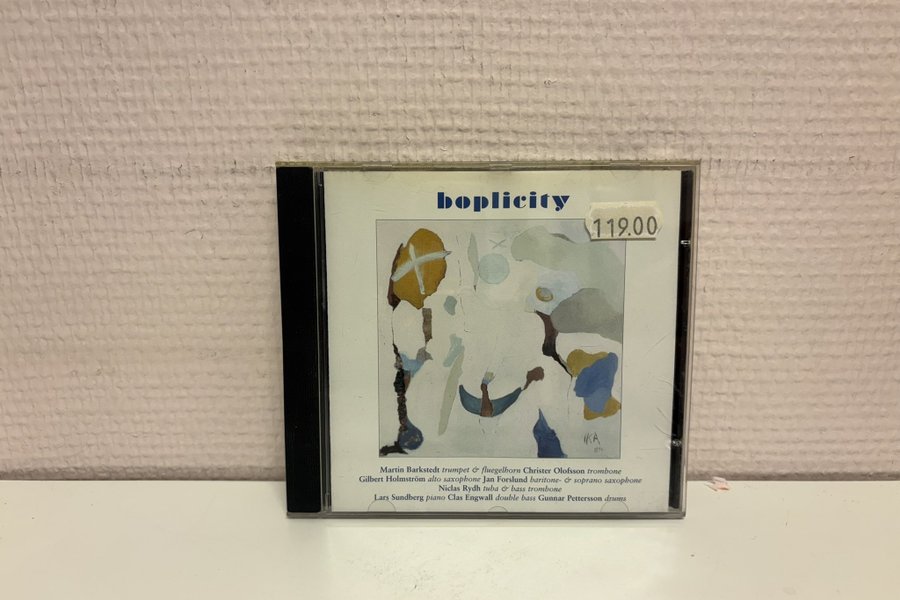 boplicity
119.00
Martin Barkstedt trumpet & fluegelhorn Christer Olofsson trombone
Gilbert Holmström alto saxophone Jan Forslund baritone- & soprano saxophone
Niclas Rydh tuba & bass trombone
Lars Sundberg piano Clas Engwall double bass Gunnar Pettersson drums